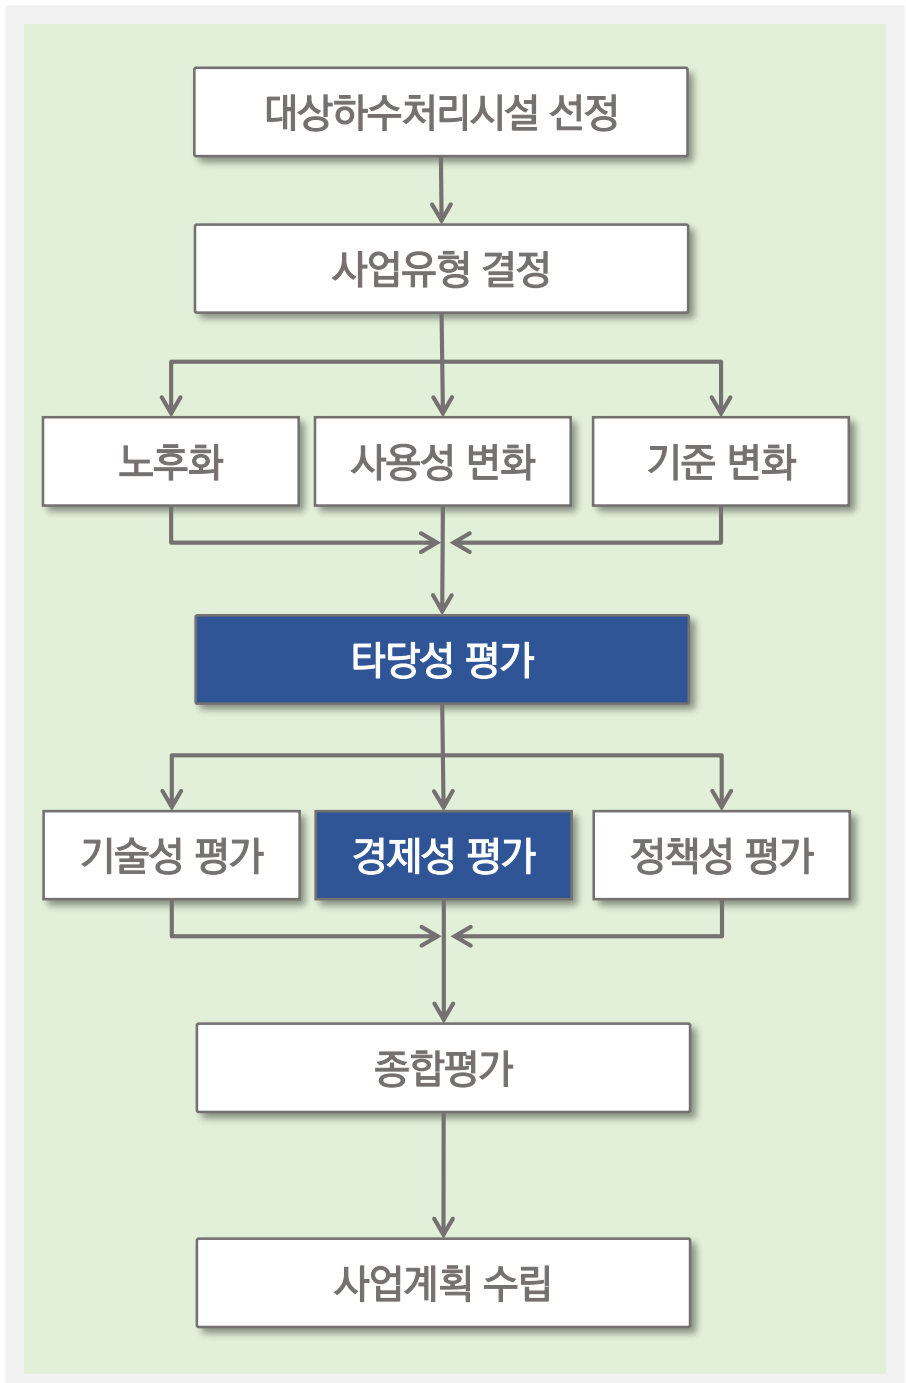 대상하수처리시설 선정
사업유형 결정
노후화
사용성 변화
기준 변화
타당성 평가
기술성 평가
경제성 평가
정책성 평가
종합평가
사업계획 수립